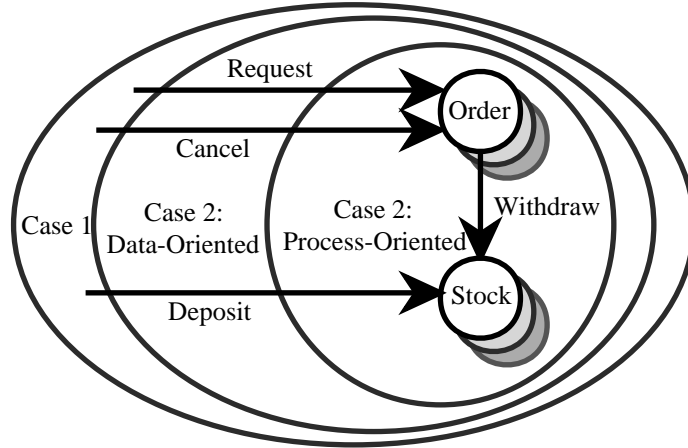 Request
Order
Cancel
Case 1
Case 2:
Data-Oriented
Case 2:
Process-Oriented
Withdraw
Stock
Deposit